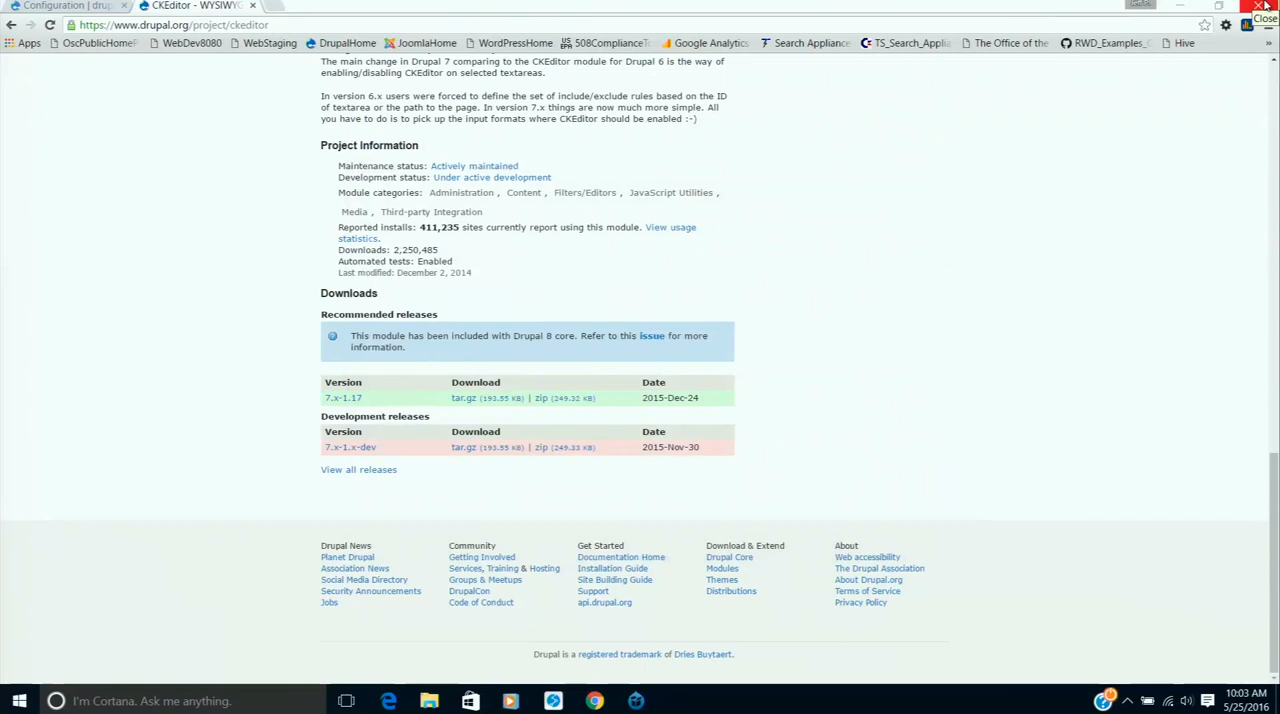 Configuration | drup
CKEditor - WYSIWYG
Close
https://www.drupal.org/project/ckeditor
Apps OscPublicHomeP WebDev8080 WebStaging DrupalHome JoomlaHome WordPressHome 508ComplianceTo Google Analytics Search Appliance TS_Search_Applia The Office of the RWD_Examples_G Hive »
The main change in Drupal 7 comparing to the CKEditor module for Drupal 6 is the way of
enabling/disabling CKEditor on selected textareas.
In version 6.x users were forced to define the set of include/exclude rules based on the ID
of textarea or the path to the page. In version 7.x things are now much more simple. All
you have to do is to pick up the input formats where CKEditor should be enabled :-)
Project Information
Maintenance status: Actively maintained
Development status: Under active development
Module categories: Administration , Content , Filters/Editors , JavaScript Utilities ,
Media , Third-party Integration
Reported installs: 411,235 sites currently report using this module. View usage
statistics.
Downloads: 2,250,485
Automated tests: Enabled
Last modified: December 2, 2014
Downloads
Recommended releases
This module has been included with Drupal 8 core. Refer to this issue for more
information.
Version Download Date
7.x-1.17 tar.gz (193.55 KB) | zip (249.32 KB) 2015-Dec-24
Development releases
Version Download Date
7.x-1.x-dev tar.gz (193.55 KB) | zip (249.33 KB) 2015-Nov-30
View all releases
Drupal News Community Get Started Download & Extend About
Planet Drupal Getting Involved Documentation Home Drupal Core Web accessibility
Association News Services, Training & Hosting Installation Guide Modules The Drupal Association
Social Media Directory Groups & Meetups Site Building Guide Themes About Drupal.org
Security Announcements DrupalCon Support Distributions Terms of Service
Jobs Code of Conduct api.drupal.org Privacy Policy
Drupal is a registered trademark of Dries Buytaert.
I'm Cortana. Ask me anything.
10:03 AM
5/25/2016